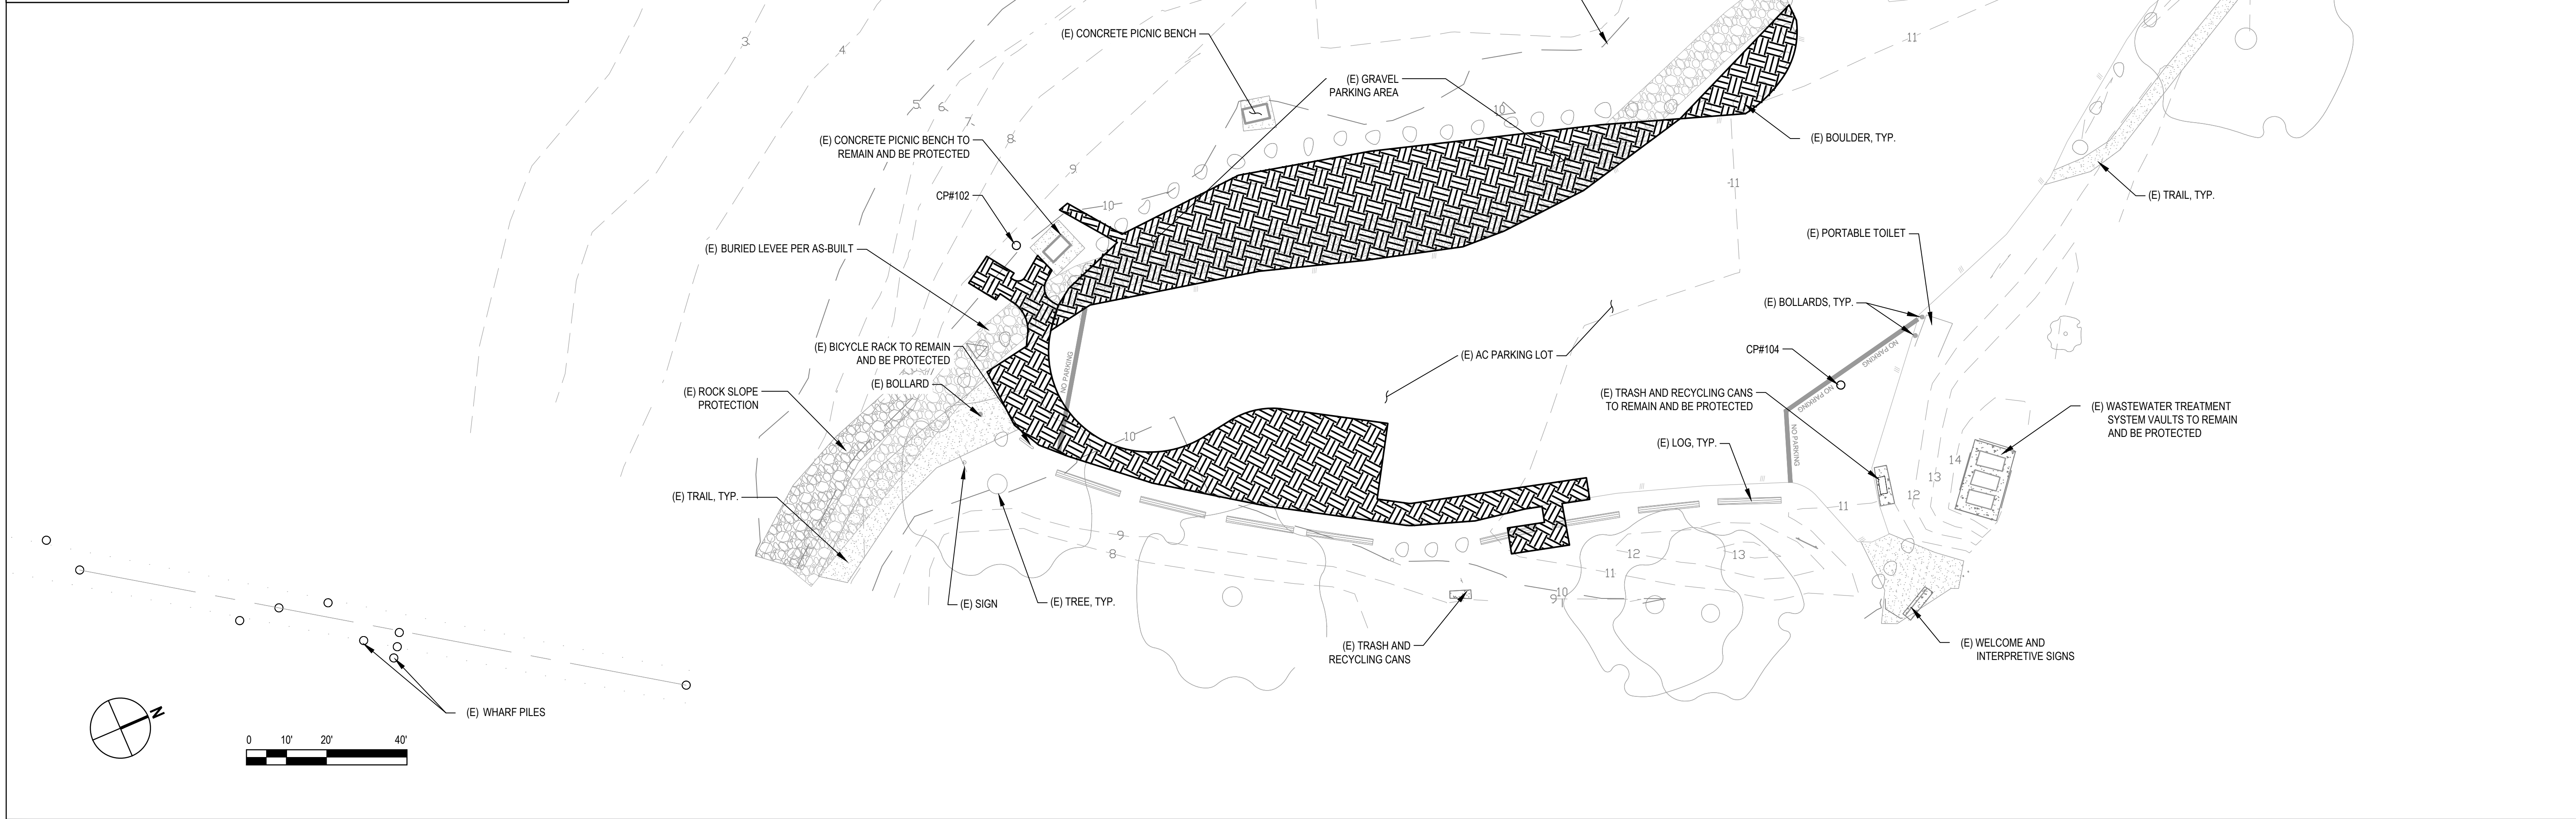 (E) CONCRETE PICNIC BENCH
3
4
11
5
6
7
8
9
10
(E) GRAVEL
PARKING AREA
10
(E) BOULDER, TYP.
(E) CONCRETE PICNIC BENCH TO
REMAIN AND BE PROTECTED
CP#102
10
11
(E) TRAIL, TYP.
(E) BURIED LEVEE PER AS-BUILT
(E) PORTABLE TOILET
(E) BOLLARDS, TYP.
(E) BICYCLE RACK TO REMAIN
AND BE PROTECTED
NO PARKING
(E) AC PARKING LOT
CP#104
NO PARKING
NO PARKING
NO PARKING
(E) BOLLARD
(E) ROCK SLOPE
PROTECTION
(E) TRASH AND RECYCLING CANS
TO REMAIN AND BE PROTECTED
(E) WASTEWATER TREATMENT
SYSTEM VAULTS TO REMAIN
AND BE PROTECTED
10
(E) LOG, TYP.
14
13
12
11
(E) TRAIL, TYP.
9
8
12
13
11
10
9
(E) SIGN
(E) TREE, TYP.
(E) TRASH AND
RECYCLING CANS
(E) WELCOME AND
INTERPRETIVE SIGNS
(E) WHARF PILES
N
0 10' 20' 40'